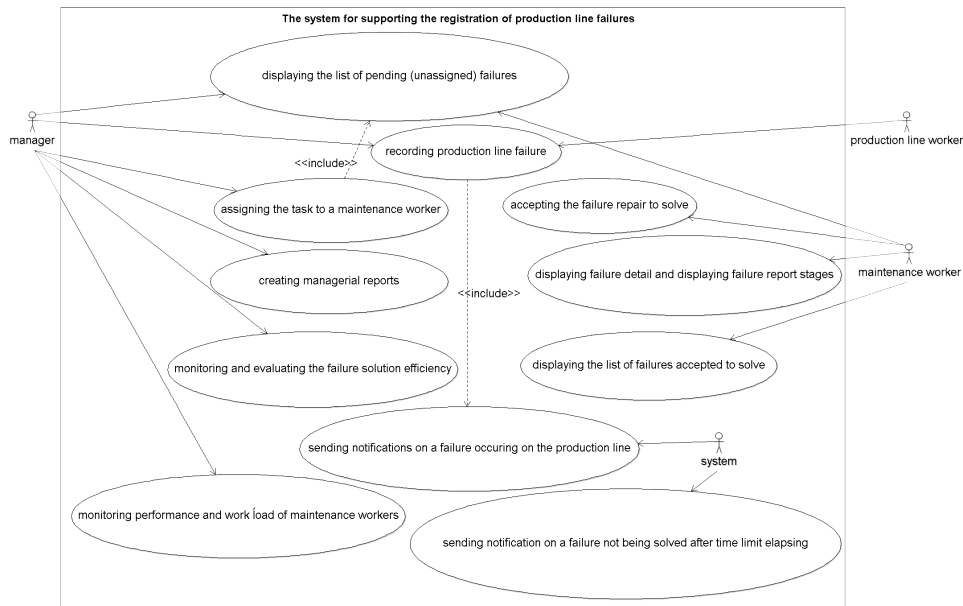 The system for supporting the registration of production line failures
displaying the list of pending (unassigned) failures
manager
production line worker
recording production line failure
<<include>>
assigning the task to a maintenance worker
accepting the failure repair to solve
displaying failure detail and displaying failure report stages
maintenance worker
creating managerial reports
<<include>>
monitoring and evaluating the failure solution efficiency
displaying the list of failures accepted to solve
sending notifications on a failure occuring on the production line
system
monitoring performance and work ĺoad of maintenance workers
sending notification on a failure not being solved after time limit elapsing